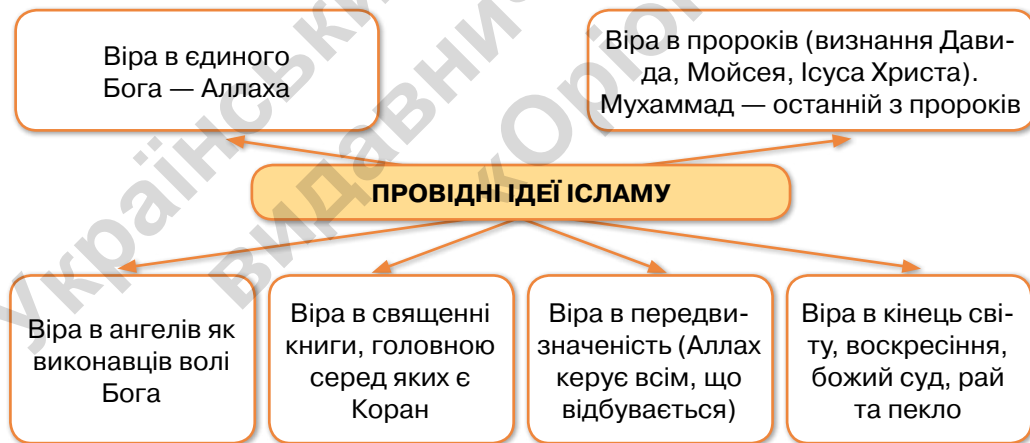 Віра в єдиного
Бога — Аллаха
Віра в пророків (визнання Дави-
да, Мойсея, Ісуса Христа).
Мухаммад — останній з пророків
ПРОВІДНІ ІДЕЇ ІСЛАМУ
Віра в ангелів як
виконавців волі
Бога
Віра в священні
книги, головною
серед яких є
Коран
Віра в передви-
значеність (Аллах
керує всім, що
відбувається)
Віра в кінець сві-
ту, воскресіння,
божий суд, рай
та пекло